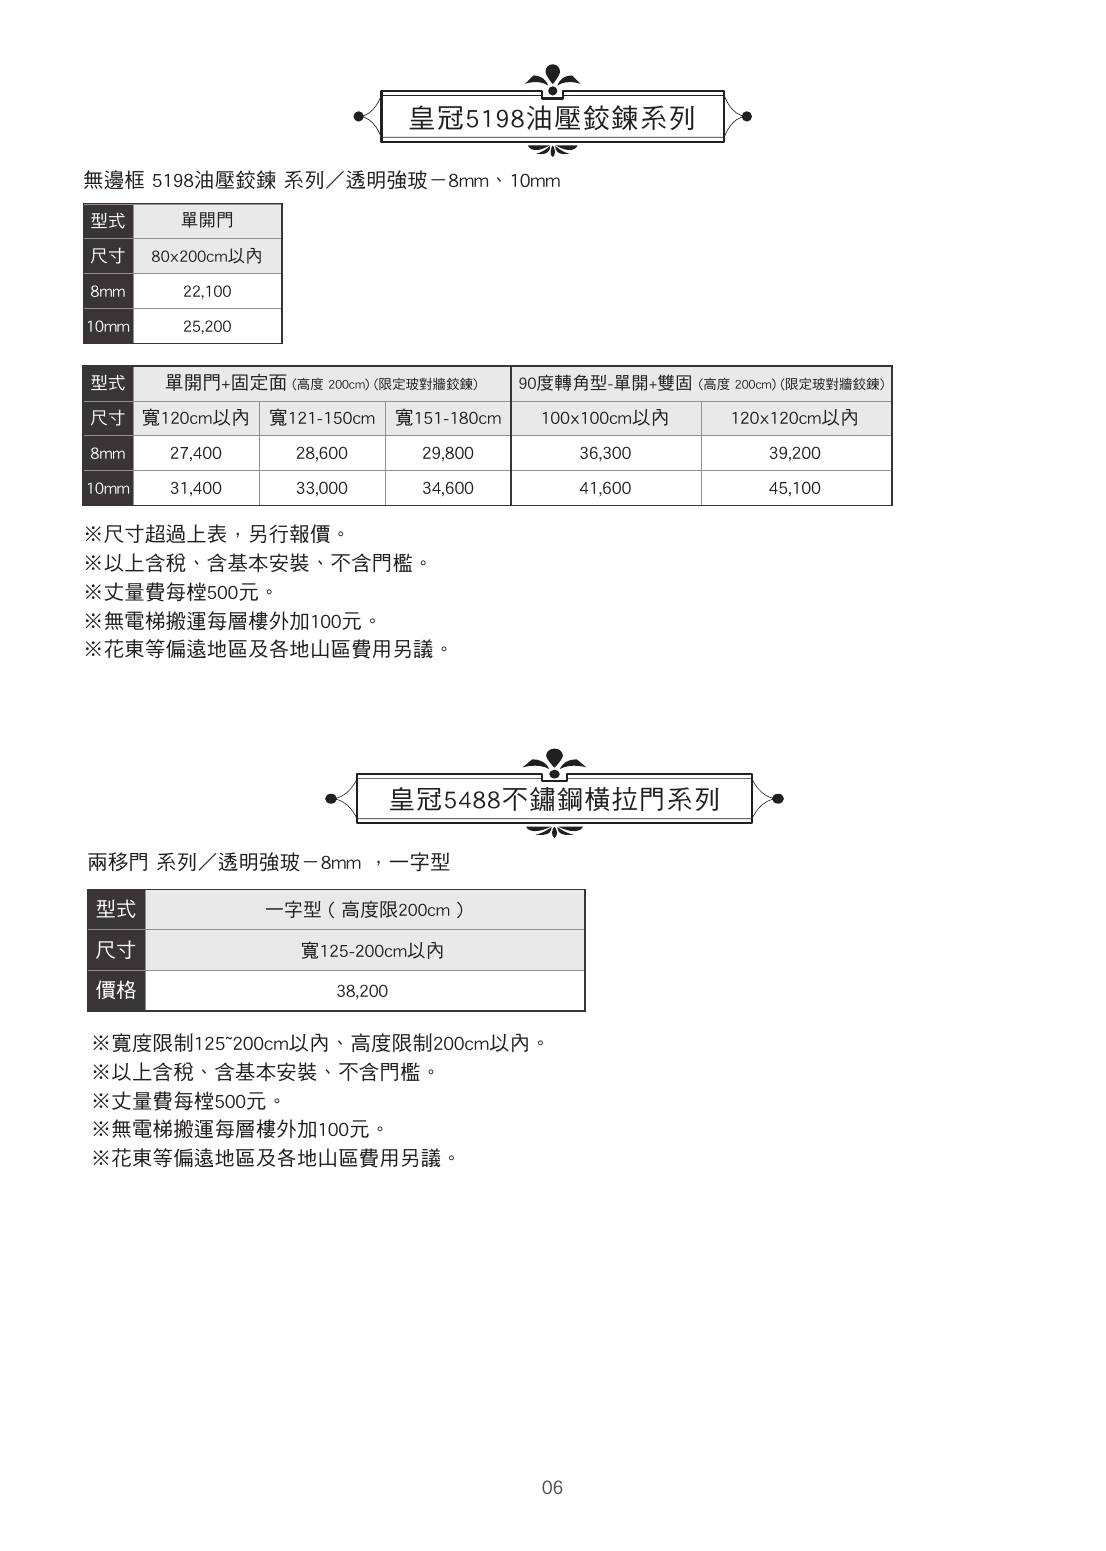 皇冠5198油壓鉸鍊系列
無邊框 5198油壓鉸鍊 系列／透明強玻－8mm、10mm
型式 單開門
尺寸 80x200cm以內
8mm 22,100
10mm 25,200
型式 單開門+固定面 (高度 200cm) (限定玻對牆鉸鍊) 90度轉角型-單開+雙固 (高度 200cm) (限定玻對牆鉸鍊)
尺寸 寬120cm以內 寬121-150cm 寬151-180cm 100x100cm以內 120x120cm以內
8mm 27,400 28,600 29,800 36,300 39,200
10mm 31,400 33,000 34,600 41,600 45,100
※尺寸超過上表，另行報價。
※以上含稅、含基本安裝、不含門檻。
※丈量費每樘500元。
※無電梯搬運每層樓外加100元。
※花東等偏遠地區及各地山區費用另議。
皇冠5488不鏽鋼橫拉門系列
兩移門 系列／透明強玻－8mm ，一字型
型式 一字型 ( 高度限200cm )
尺寸 寬125-200cm以內
價格 38,200
※寬度限制125~200cm以內、高度限制200cm以內。
※以上含稅、含基本安裝、不含門檻。
※丈量費每樘500元。
※無電梯搬運每層樓外加100元。
※花東等偏遠地區及各地山區費用另議。
06